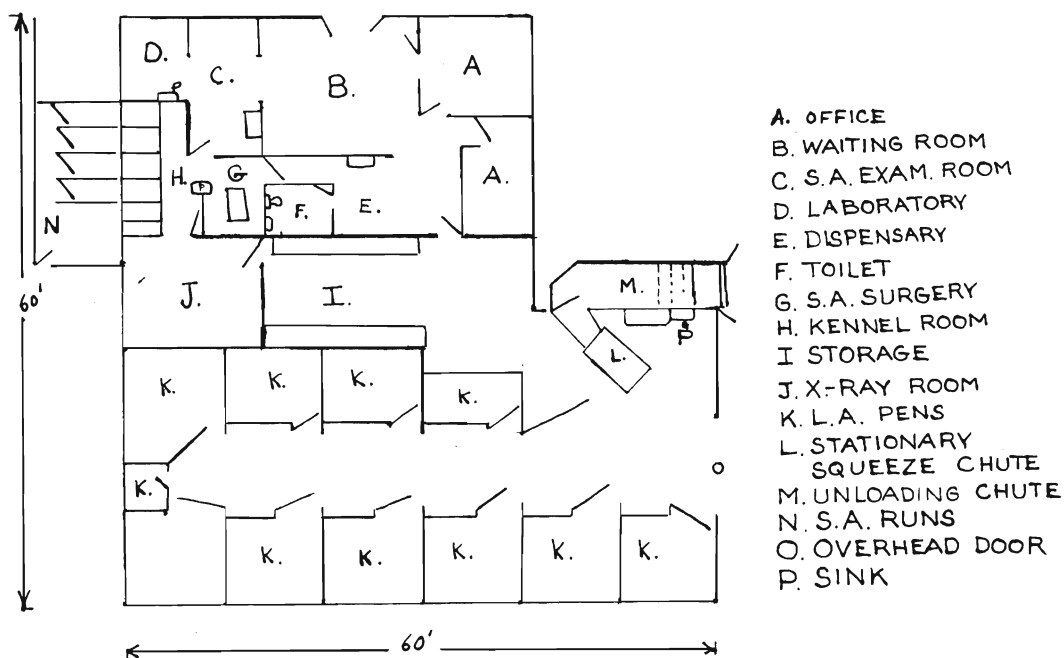 D.
C.
B.
A
P
H.
G
P
F.
E.
A.
N
60'
J.
I.
M.
P
L.
K.
K.
K.
K.
K.
O
K.
K.
K.
K.
K.
60'
A. OFFICE
B. WAITING ROOM
C. S.A. EXAM. ROOM
D. LABORATORY
E. DISPENSARY
F. TOILET
G. S.A. SURGERY
H. KENNEL ROOM
I STORAGE
J. X-RAY ROOM
K. L.A. PENS
L. STATIONARY
SQUEEZE CHUTE
M. UNLOADING CHUTE
N. S.A. RUNS
O. OVERHEAD DOOR
P. SINK